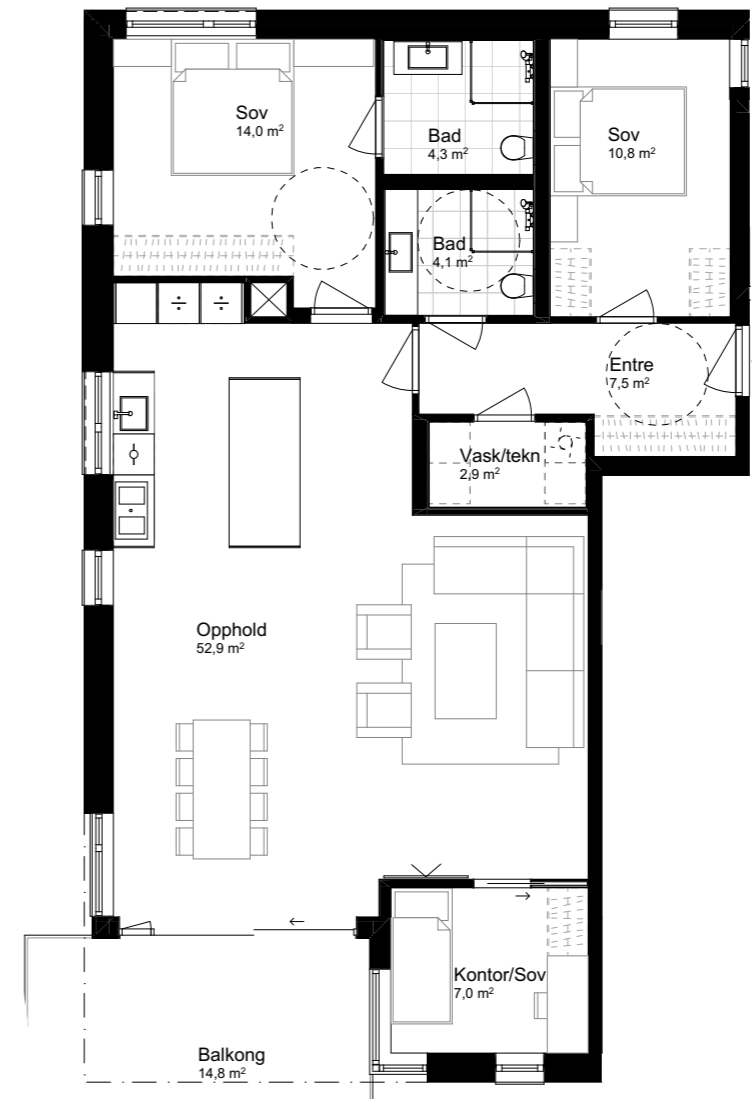 Sov
14,0 m²
Bad
4,3 m²
Sov
10,8 m²
Bad
4,1 m²
Entre
7,5 m²
Vask/tekn
2,9 m²
Opphold
52,9 m²
Kontor/Sov
7,0 m²
Balkong
14,8 m²